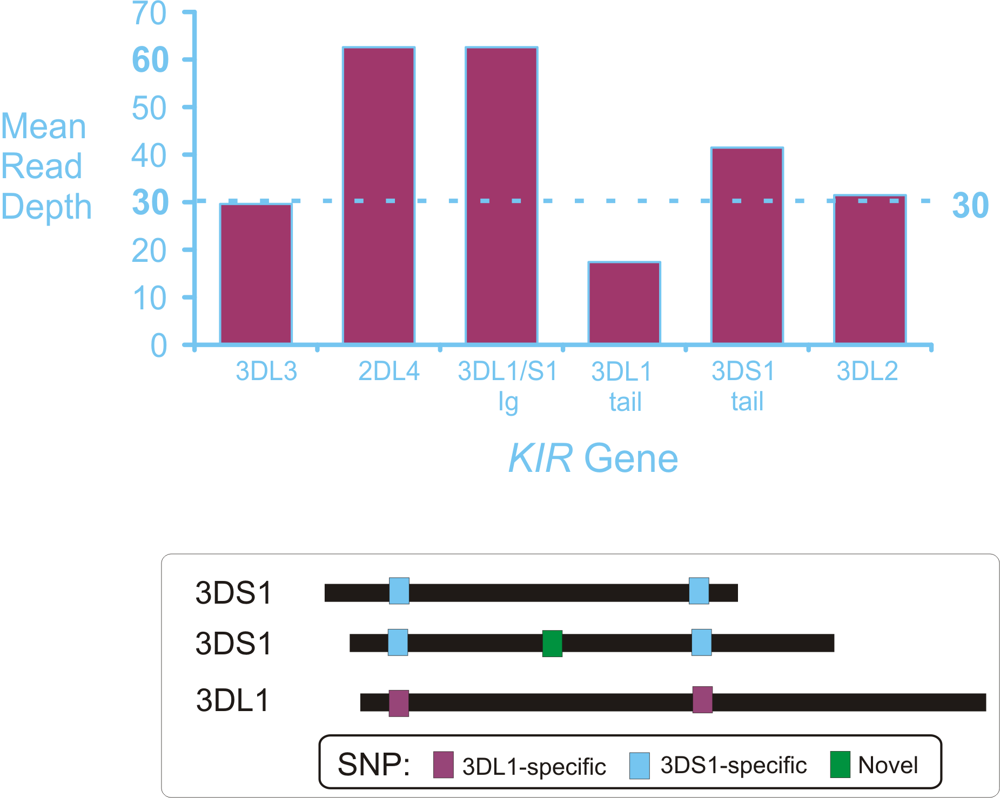 70
60
50
40
30
20
10
0
Mean
Read
Depth
30
3DL3 2DL4 3DL1/S1 3DL1 3DS1 3DL2
Ig tail tail
KIR Gene
3DS1
3DS1
3DL1
SNP: 3DL1-specific 3DS1-specific Novel